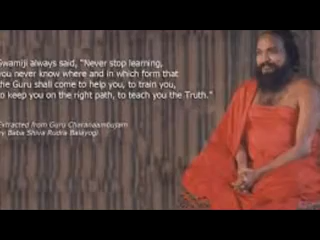 Swamiji always said, "Never stop learning,
you never know where and in which form that
the Guru shall come to help you, to train you,
to keep you on the right path, to teach you the Truth."
Extracted from Guru Charanaambujam
by Baba Shiva Rudra Balayogi